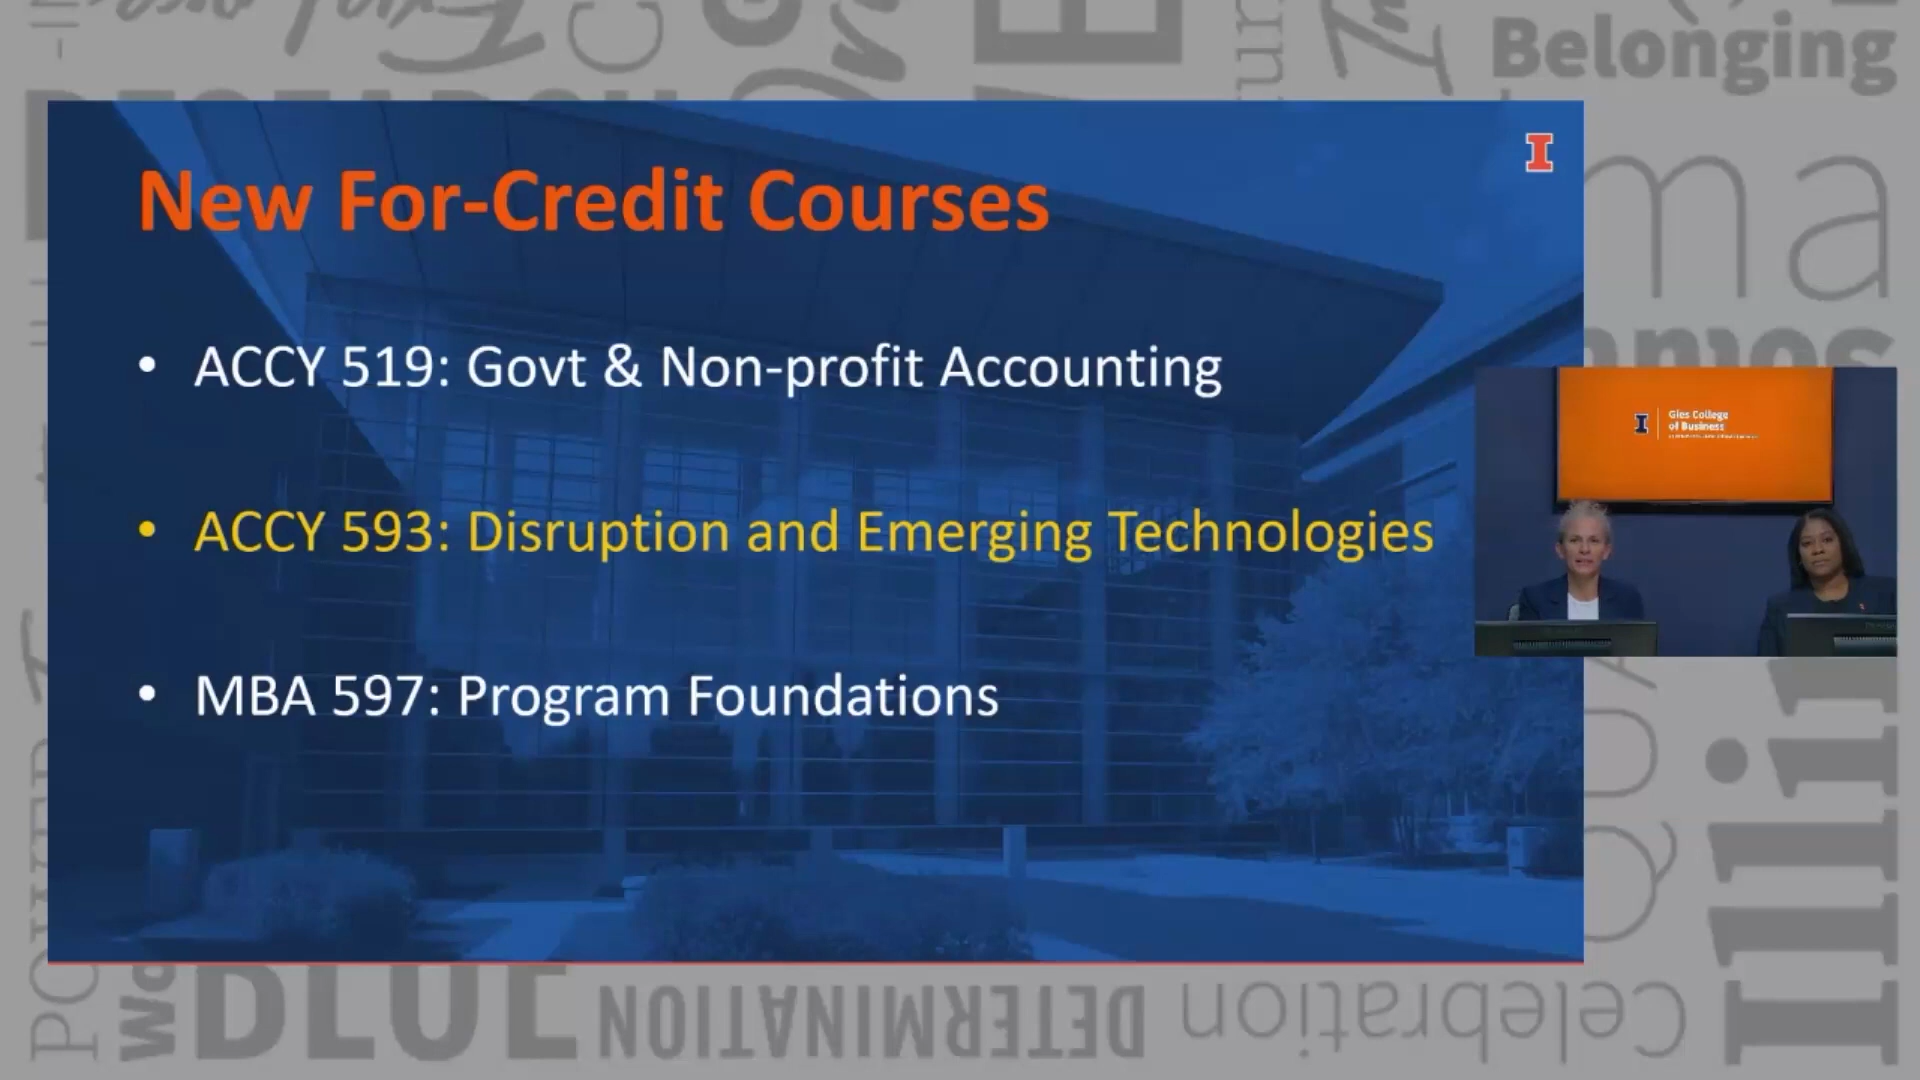 Belonging
New For-Credit Courses
• ACCY 519: Govt & Non-profit Accounting
• ACCY 593: Disruption and Emerging Technologies
• MBA 597: Program Foundations
I
I
Gies College
of Business
DETERMINATION
Celebration